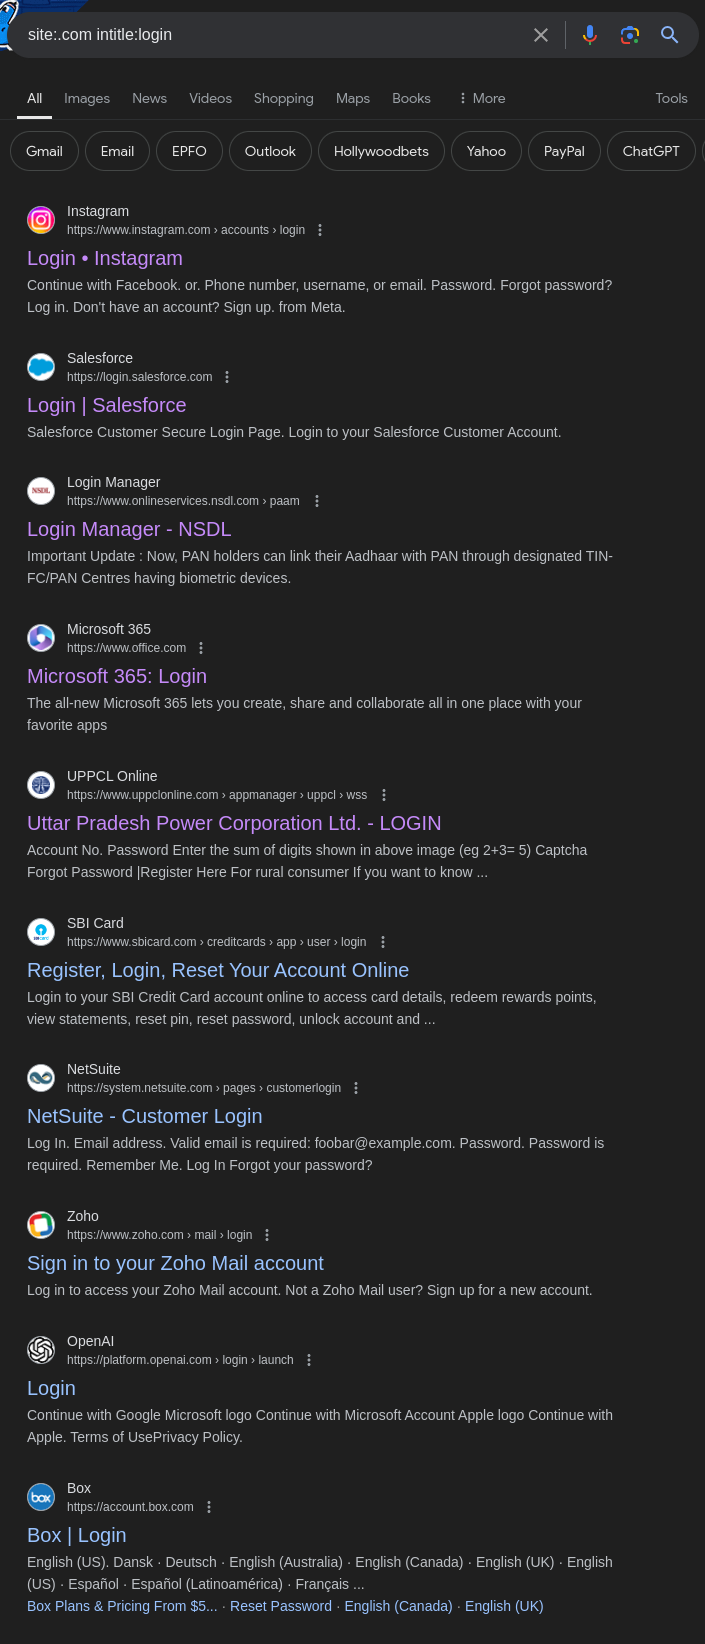 site:.com intitle:login
All Images News Videos Shopping Maps Books More Tools
Gmail Email EPFO Outlook Hollywoodbets Yahoo PayPal ChatGPT
Instagram
https://www.instagram.com › accounts › login
Login • Instagram
Continue with Facebook. or. Phone number, username, or email. Password. Forgot password?
Log in. Don't have an account? Sign up. from Meta.
Salesforce
https://login.salesforce.com
Login | Salesforce
Salesforce Customer Secure Login Page. Login to your Salesforce Customer Account.
NSDL
Login Manager
https://www.onlineservices.nsdl.com › paam
Login Manager - NSDL
Important Update : Now, PAN holders can link their Aadhaar with PAN through designated TIN-
FC/PAN Centres having biometric devices.
Microsoft 365
https://www.office.com
Microsoft 365: Login
The all-new Microsoft 365 lets you create, share and collaborate all in one place with your
favorite apps
UPPCL Online
https://www.uppclonline.com › appmanager › uppcl › wss
Uttar Pradesh Power Corporation Ltd. - LOGIN
Account No. Password Enter the sum of digits shown in above image (eg 2+3= 5) Captcha
Forgot Password |Register Here For rural consumer If you want to know ...
SBI Card
https://www.sbicard.com › creditcards › app › user › login
Register, Login, Reset Your Account Online
Login to your SBI Credit Card account online to access card details, redeem rewards points,
view statements, reset pin, reset password, unlock account and ...
NetSuite
https://system.netsuite.com › pages › customerlogin
NetSuite - Customer Login
Log In. Email address. Valid email is required: foobar@example.com. Password. Password is
required. Remember Me. Log In Forgot your password?
Zoho
https://www.zoho.com › mail › login
Sign in to your Zoho Mail account
Log in to access your Zoho Mail account. Not a Zoho Mail user? Sign up for a new account.
OpenAI
https://platform.openai.com › login › launch
Login
Continue with Google Microsoft logo Continue with Microsoft Account Apple logo Continue with
Apple. Terms of UsePrivacy Policy.
box
Box
https://account.box.com
Box | Login
English (US). Dansk · Deutsch · English (Australia) · English (Canada) · English (UK) · English
(US) · Español · Español (Latinoamérica) · Français ...
Box Plans & Pricing From $5... · Reset Password · English (Canada) · English (UK)